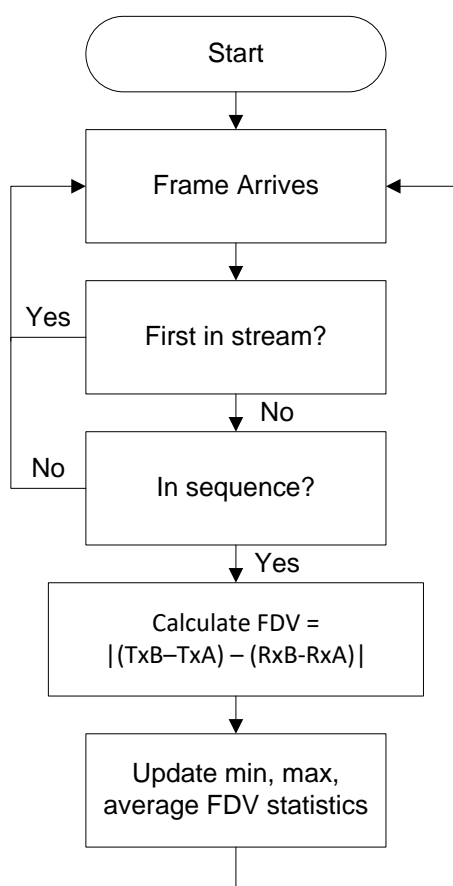 Start
Frame Arrives
Yes
First in stream?
No
No
In sequence?
Yes
Calculate FDV =
|(TxB–TxA) – (RxB-RxA)|
Update min, max,
average FDV statistics